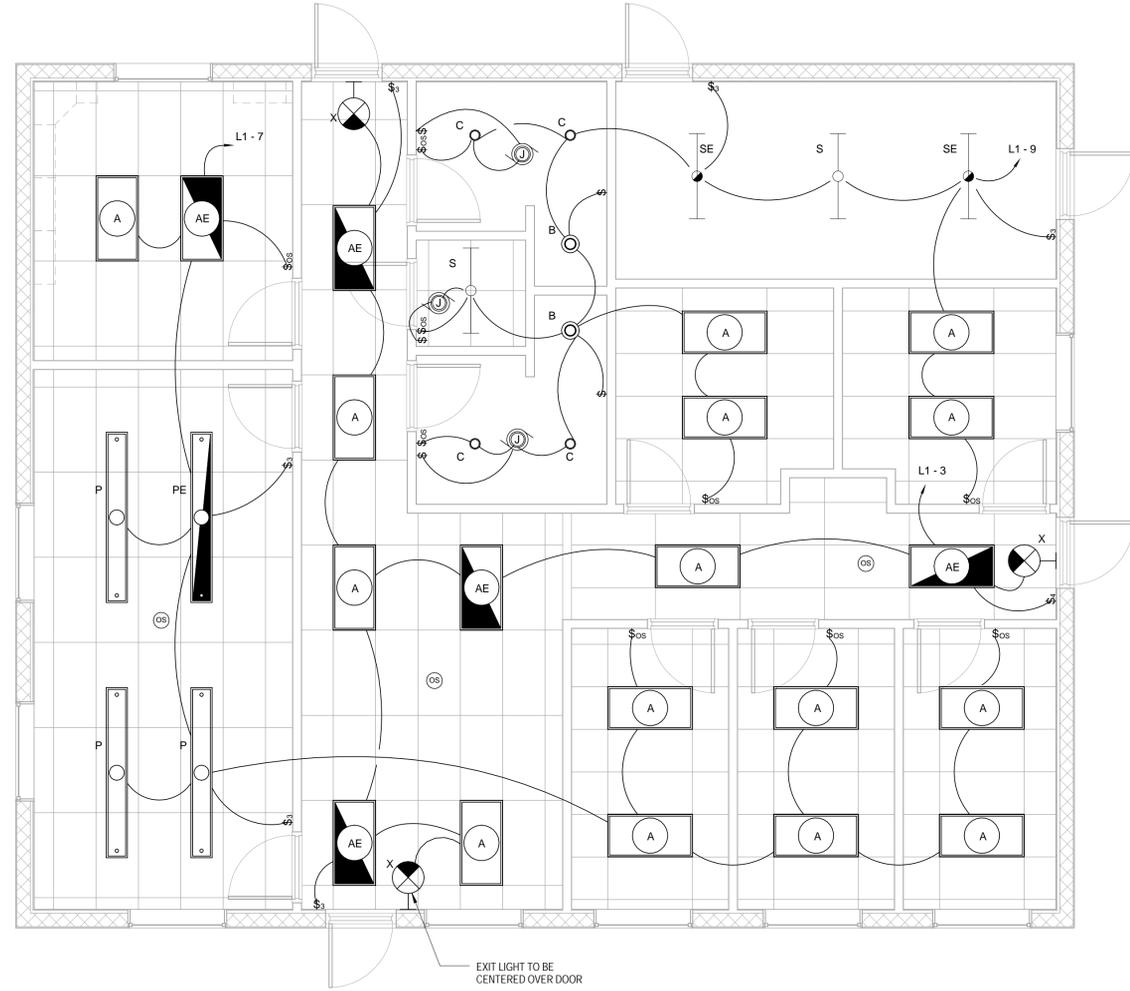 $3
X
$3
$3
C
C
$
$OS
J
SE
S
SE
L1 - 9
L1 - 7
$
A
AE
B
$3
AE
S
$OS
J
$OS
$
B
A
A
$
A
A
A
$OS
$
J
C
C
$3
L1 - 3
P
PE
$OS
$OS
X
OS
A
AE
A
AE
A
$4
OS
$OS
$OS
$OS
OS
A
A
A
P
P
$3
AE
A
A
A
A
X
$3
EXIT LIGHT TO BE
CENTERED OVER DOOR